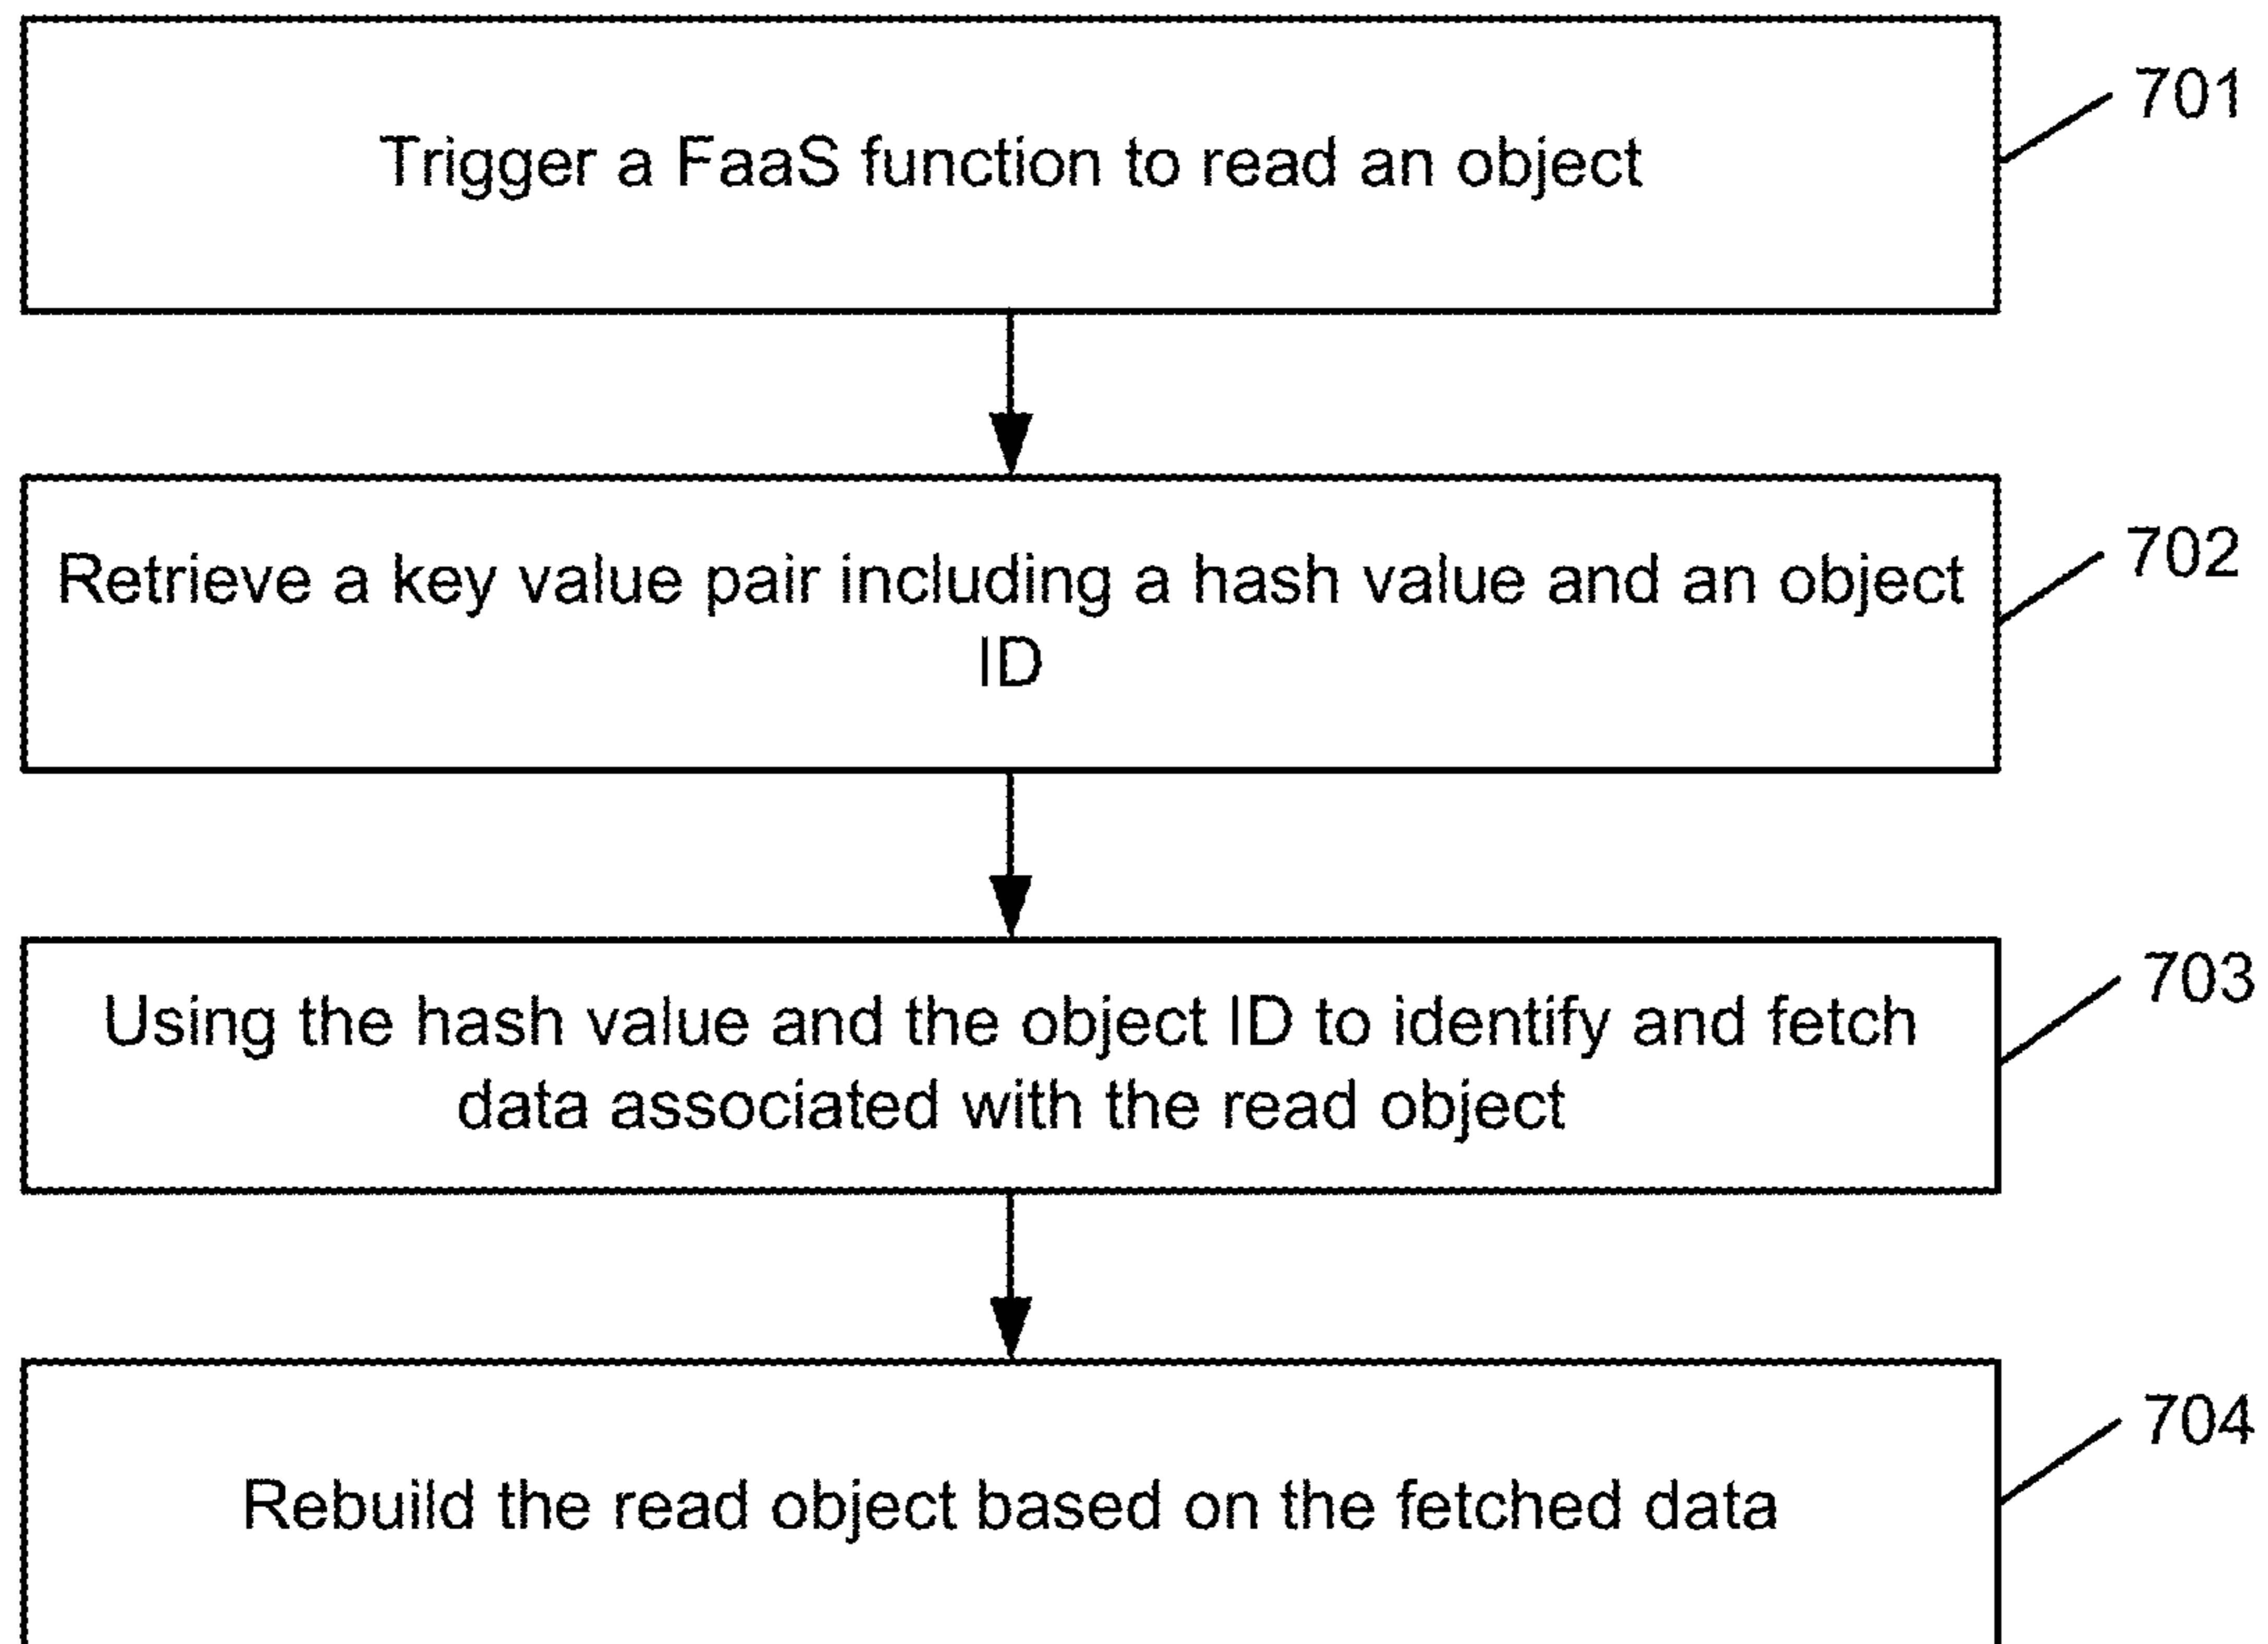 Trigger a FaaS function to read an object
701
Retrieve a key value pair including a hash value and an object
ID
702
Using the hash value and the object ID to identify and fetch
data associated with the read object
703
Rebuild the read object based on the fetched data
704